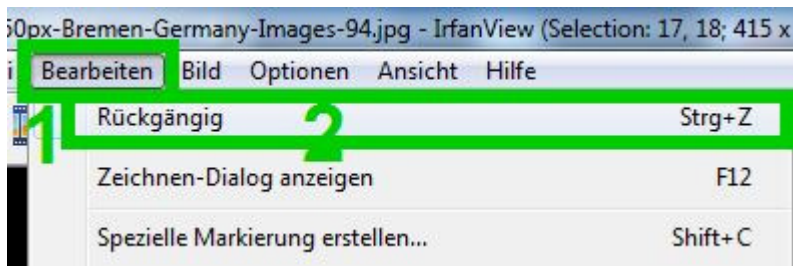 50px-Bremen-Germany-Images-94.jpg - IrfanView (Selection: 17, 18; 415 x
i Bearbeiten Bild Optionen Ansicht Hilfe
1 Rückgängig 2 Strg+Z
Zeichnen-Dialog anzeigen F12
Spezielle Markierung erstellen... Shift+C